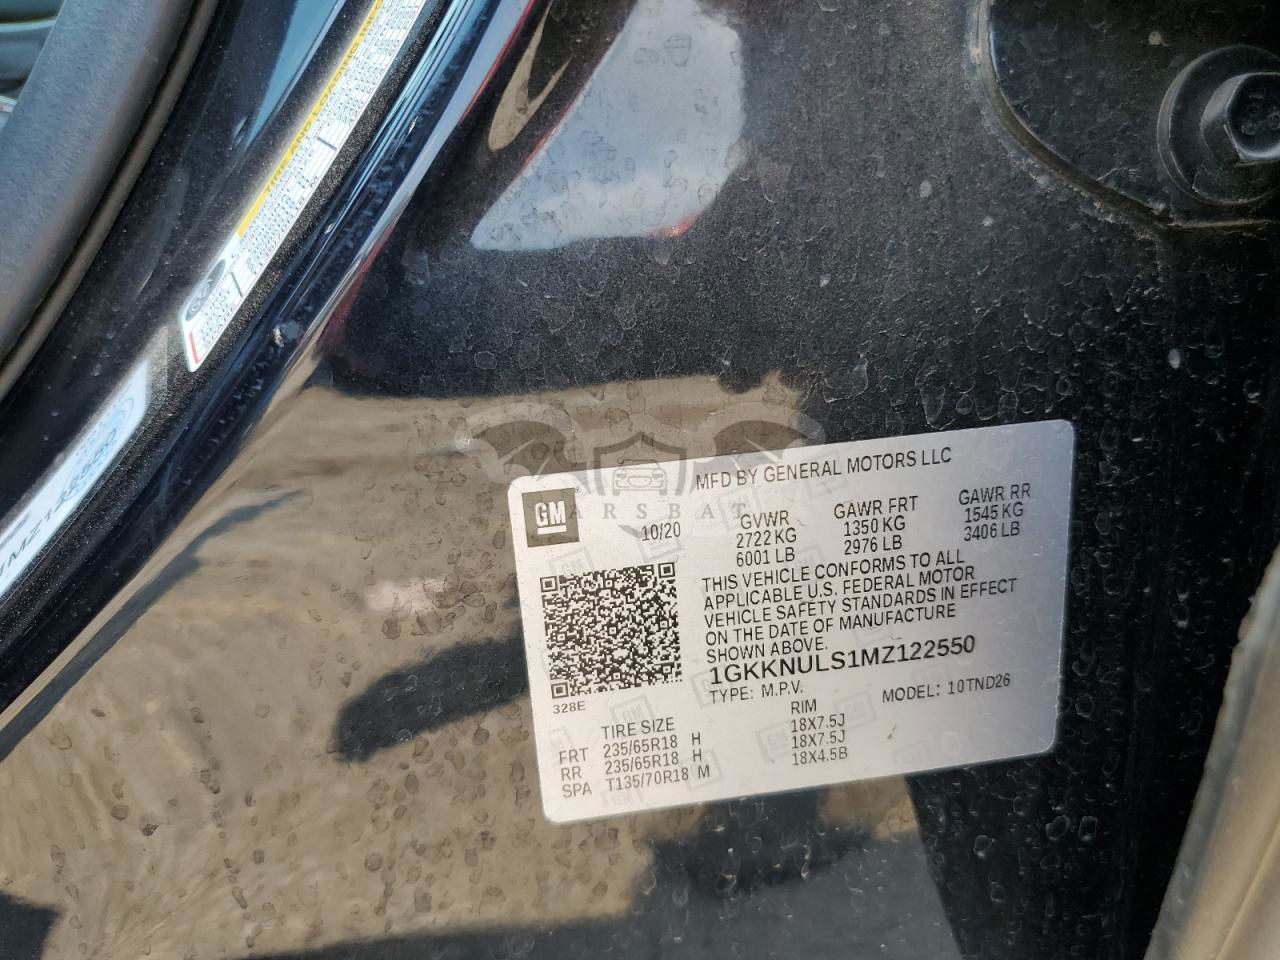 MFD BY GENERAL MOTORS LLC
GM
10/20
GVWR GAWR FRT GAWR RR
2722 KG 1350 KG 1545 KG
6001 LB 2976 LB 3406 LB
THIS VEHICLE CONFORMS TO ALL
APPLICABLE U.S. FEDERAL MOTOR
VEHICLE SAFETY STANDARDS IN EFFECT
ON THE DATE OF MANUFACTURE
SHOWN ABOVE.
1GKKNULS1MZ122550
TYPE: M.P.V. MODEL: 10TND26
328E
TIRE SIZE RIM
FRT 235/65R18 H 18X7.5J
RR 235/65R18 H 18X7.5J
SPA T135/70R18 M 18X4.5B
CARSBAT
1MZ122550